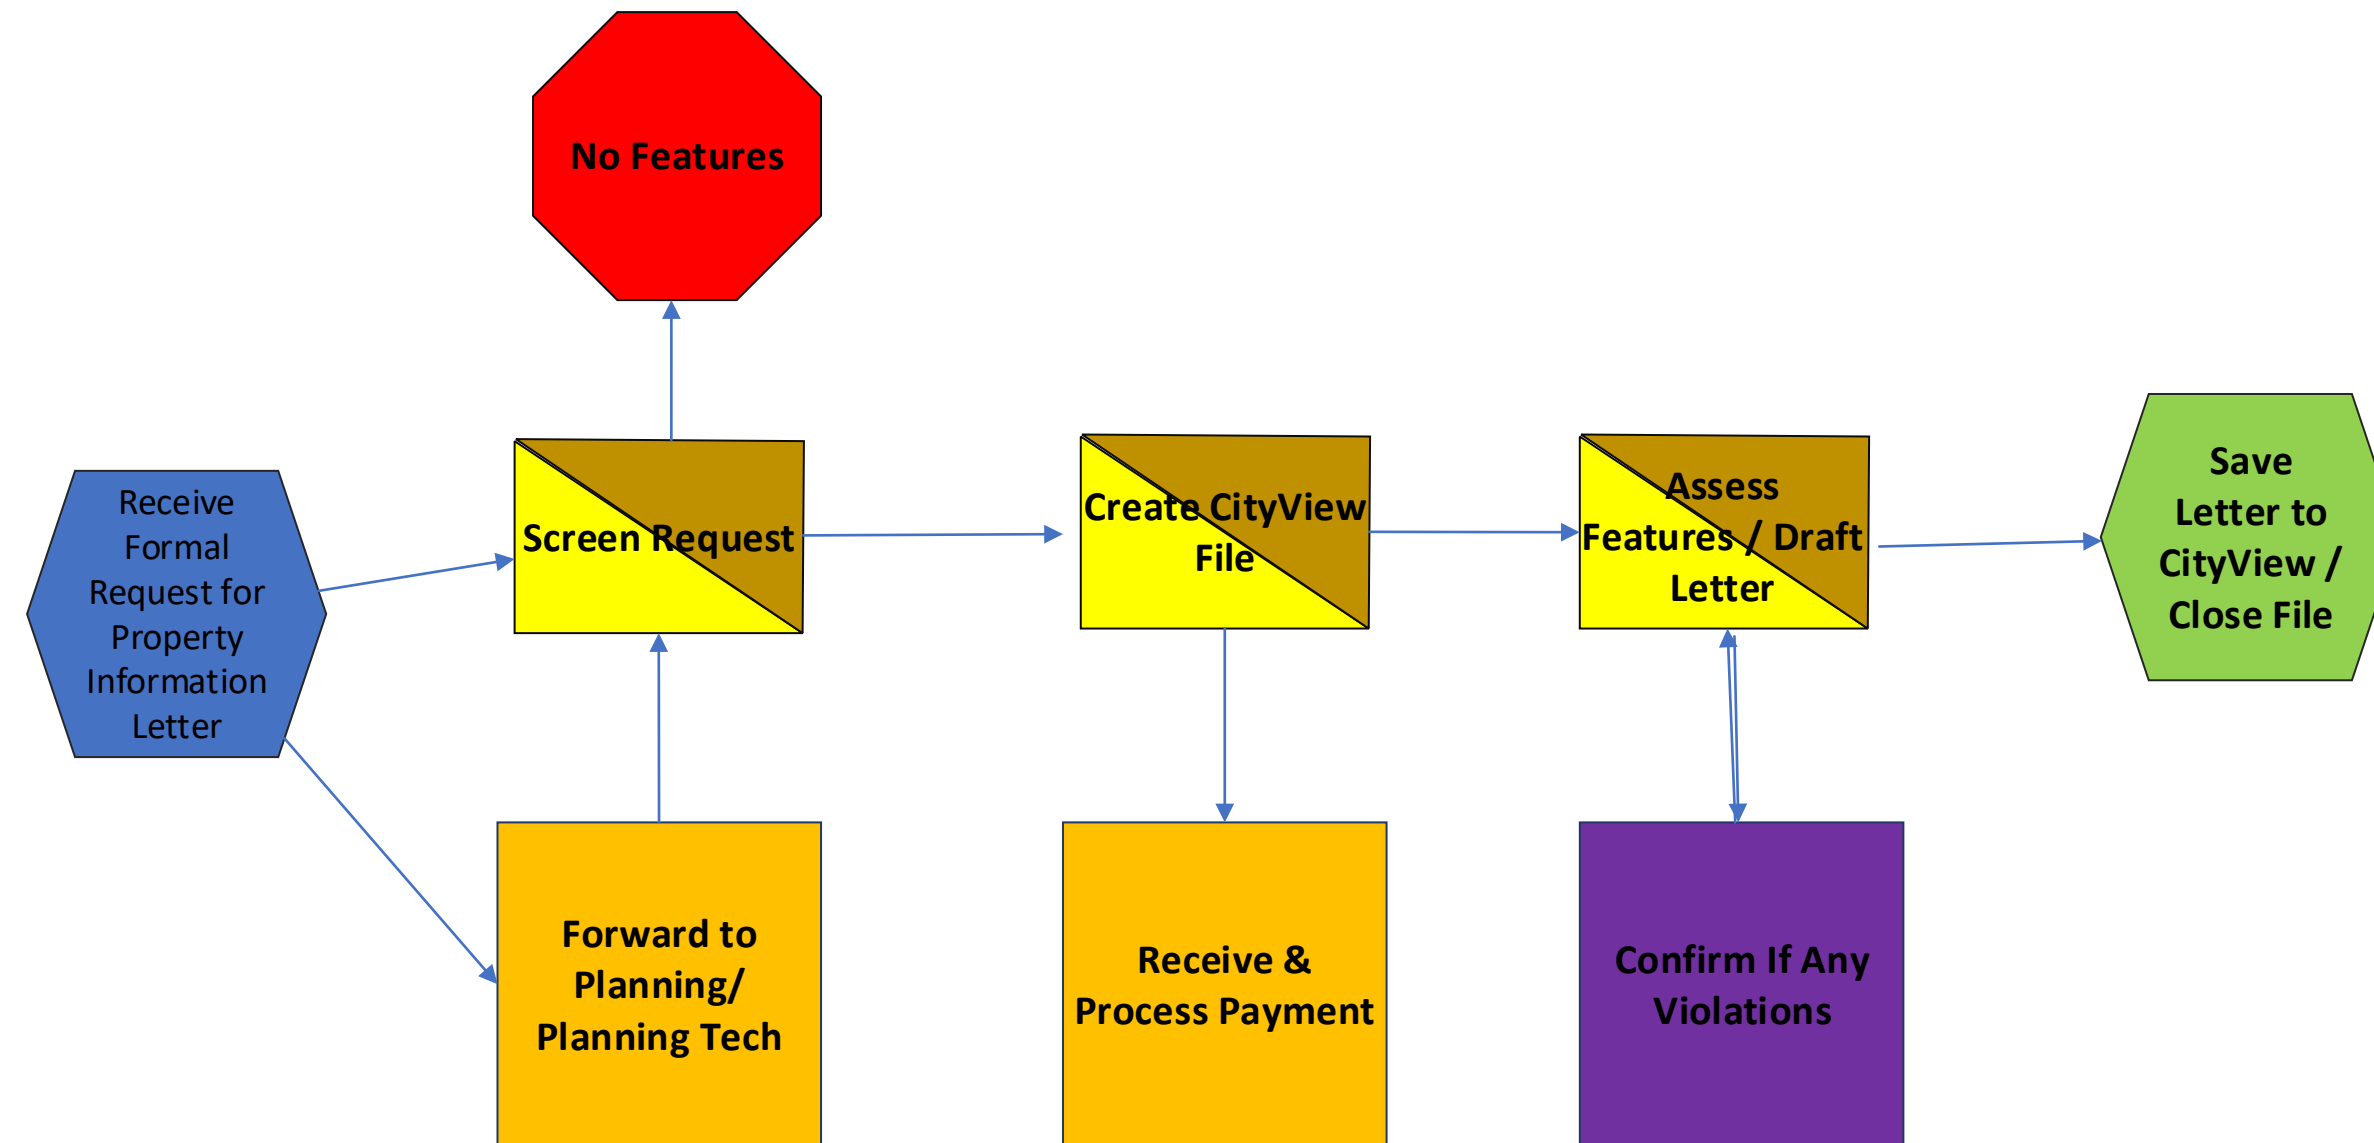 No Features
Receive
Formal
Request for
Property
Information
Letter
Screen Request
Create CityView
File
Assess
Features / Draft
Letter
Save
Letter to
CityView /
Close File
Forward to
Planning/
Planning Tech
Receive &
Process Payment
Confirm If Any
Violations